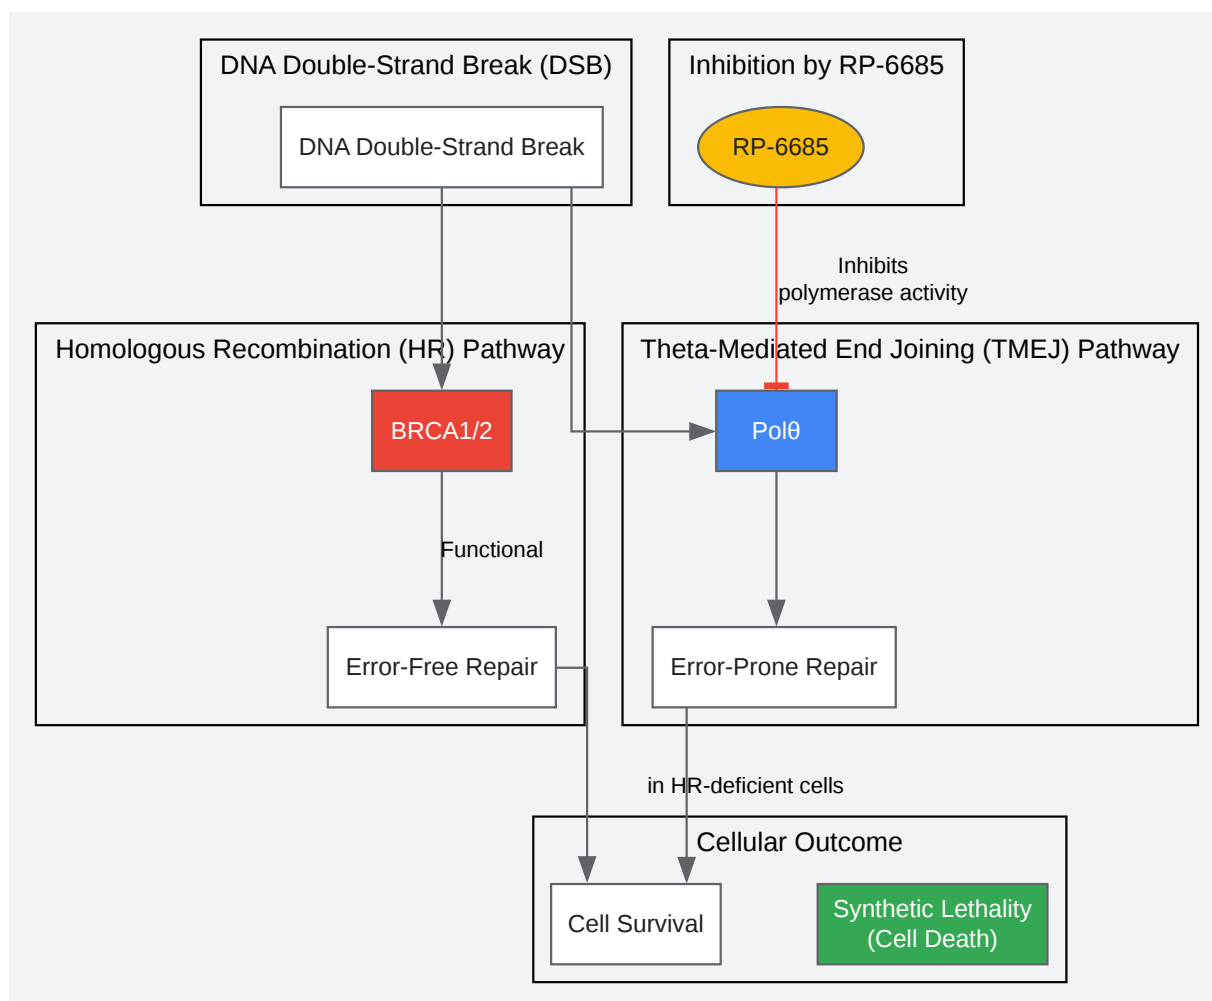 DNA Double-Strand Break (DSB)
DNA Double-Strand Break
Inhibition by RP-6685
RP-6685
Inhibits
polymerase activity
Homologous Recombination (HR) Pathway
BRCA1/2
Functional
Error-Free Repair
Theta-Mediated End Joining (TMEJ) Pathway
Polθ
Error-Prone Repair
in HR-deficient cells
Cellular Outcome
Cell Survival
Synthetic Lethality
(Cell Death)